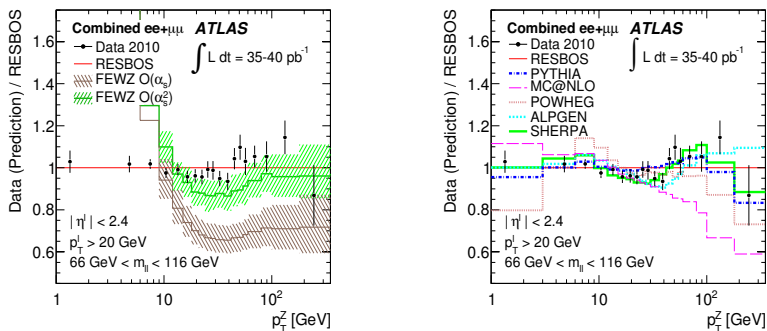 Data (Prediction) / RESBOS
1.6
1.4
1.2
1
0.8
0.6
Combined ee+μμ
ATLAS
Data 2010
RESBOS
FEWZ O(α_s)
FEWZ O(α_s^2)
∫ L dt = 35-40 pb^-1
| η^l | < 2.4
p_T^l > 20 GeV
66 GeV < m_ll < 116 GeV
1
10
10^2
p_T^Z [GeV]
Data (Prediction) / RESBOS
1.6
1.4
1.2
1
0.8
0.6
Combined ee+μμ
ATLAS
Data 2010
RESBOS
PYTHIA
MC@NLO
POWHEG
ALPGEN
SHERPA
∫ L dt = 35-40 pb^-1
| η^l | < 2.4
p_T^l > 20 GeV
66 GeV < m_ll < 116 GeV
1
10
10^2
p_T^Z [GeV]